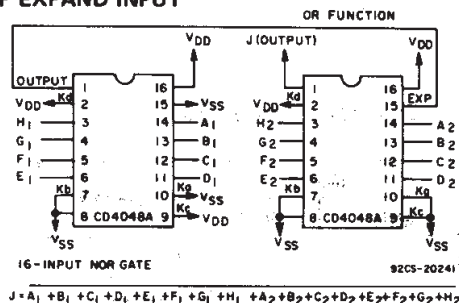 EXPAND INPUT
OR FUNCTION
VDD
J (OUTPUT)
VDD
OUTPUT
1
16
1
16
EXP
VDD
Kd
2
15
VSS
VDD
Kd
2
15
H1
3
14
A1
H2
3
14
A2
G1
4
13
B1
G2
4
13
B2
F1
5
12
C1
F2
5
12
C2
E1
6
11
D1
E2
6
11
D2
Kb
7
10
Ka
VSS
Kb
7
10
Ka
8
CD4048A
9
Kc
VDD
8
CD4048A
9
Kc
VSS
VSS
VSS
16-INPUT NOR GATE
92CS-20241
J=A1+B1+C1+D1+E1+F1+G1+H1+A2+B2+C2+D2+E2+F2+G2+H2